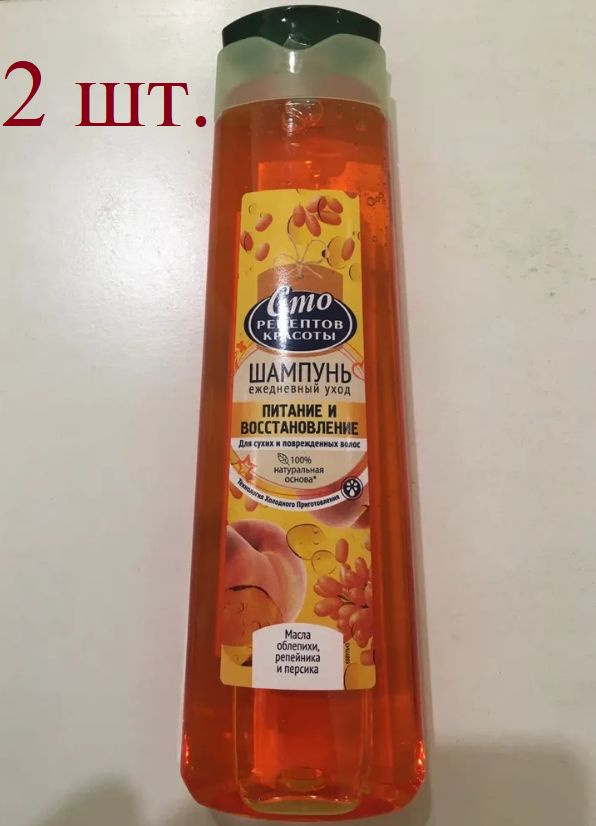 2 шт.
Сто
РЕЦЕПТОВ
КРАСОТЫ
ШАМПУНЬ
ежедневный уход
ПИТАНИЕ И
ВОССТАНОВЛЕНИЕ
Для сухих и поврежденных волос
100%
натуральная
основа*
Технология Холодного Приготовления
Масла
облепихи,
репейника
и персика